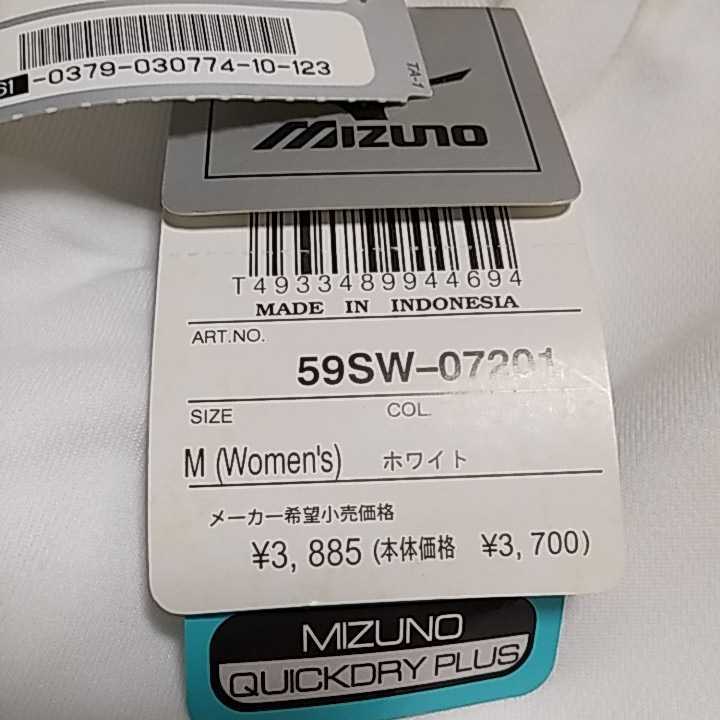 61 -0379-030774-10-123
TA-1
MIZUNO
T4933489944694
MADE IN INDONESIA
ART.NO.
59SW-07201
SIZE COL.
M (Women's) ホワイト
メーカー希望小売価格
¥3,885 (本体価格 ¥3,700)
MIZUNO
QUICKDRY PLUS